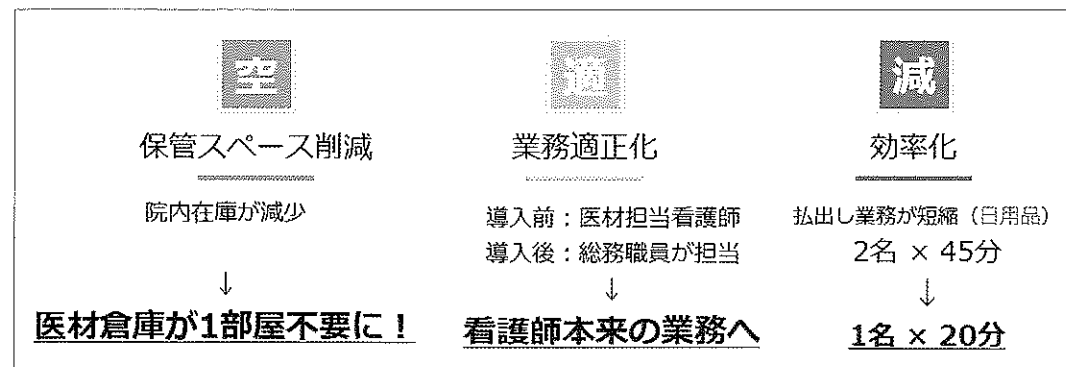 空
保管スペース削減
院内在庫が減少
↓
医材倉庫が1部屋不要に！
適
業務適正化
導入前：医材担当看護師
導入後：総務職員が担当
↓
看護師本来の業務へ
減
効率化
払出し業務が短縮（日用品）
2名 × 45分
↓
1名 × 20分